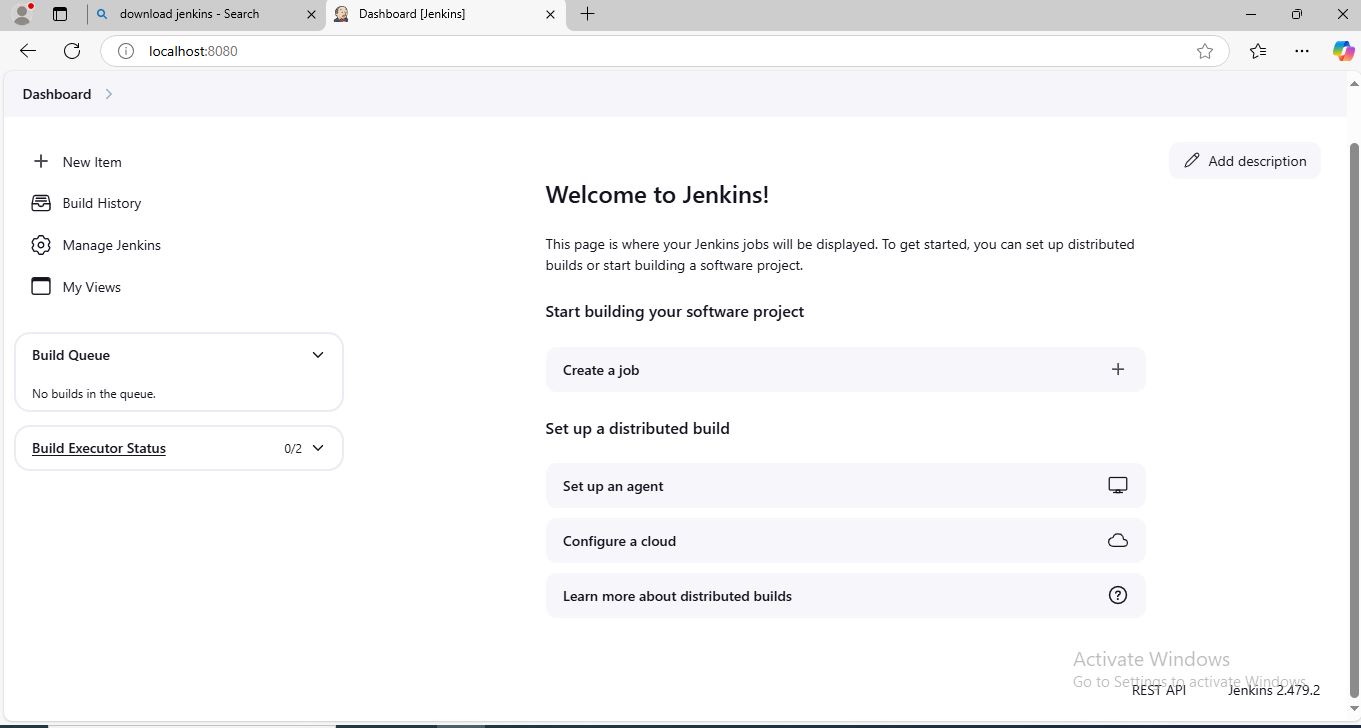 download jenkins - Search
Dashboard [Jenkins]
localhost:8080
Dashboard
New Item
Build History
Manage Jenkins
My Views
Build Queue
No builds in the queue.
Build Executor Status 0/2
Add description
Welcome to Jenkins!
This page is where your Jenkins jobs will be displayed. To get started, you can set up distributed
builds or start building a software project.
Start building your software project
Create a job
Set up a distributed build
Set up an agent
Configure a cloud
Learn more about distributed builds
Activate Windows
Go to Settings to activate Windows.
REST API Jenkins 2.479.2